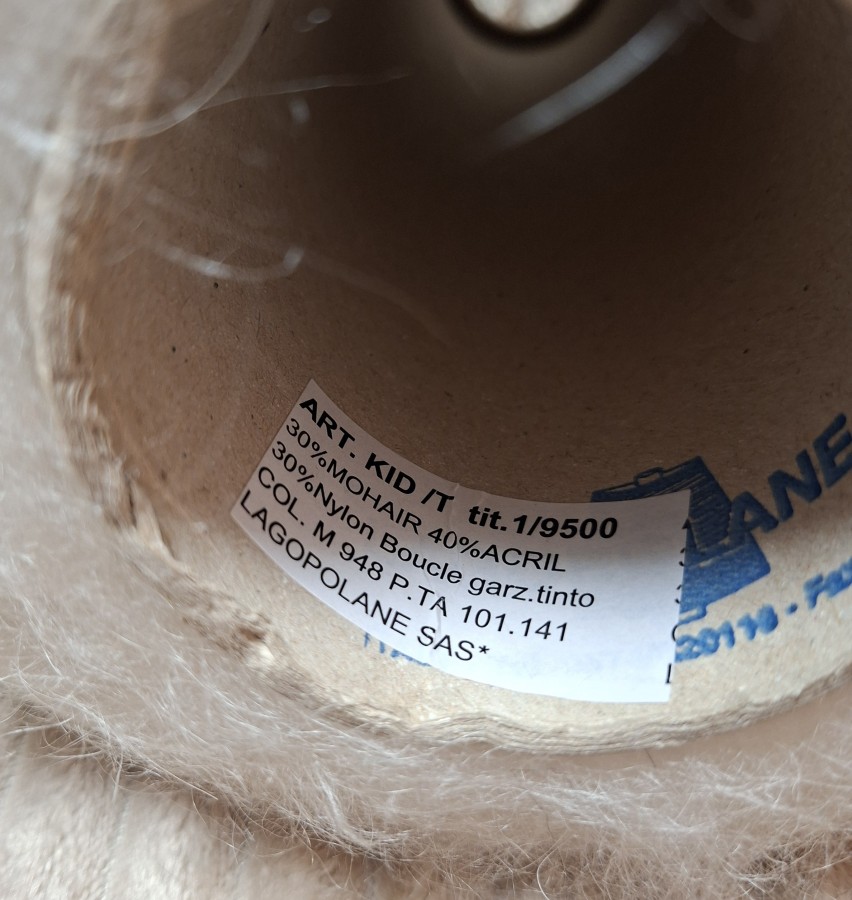 ART. KID /T tit.1/9500
30%MOHAIR 40%ACRIL
30%Nylon Boucle garz.tinto
COL. M 948 P.TA 101.141
LAGOPOLANE SAS*
LANE